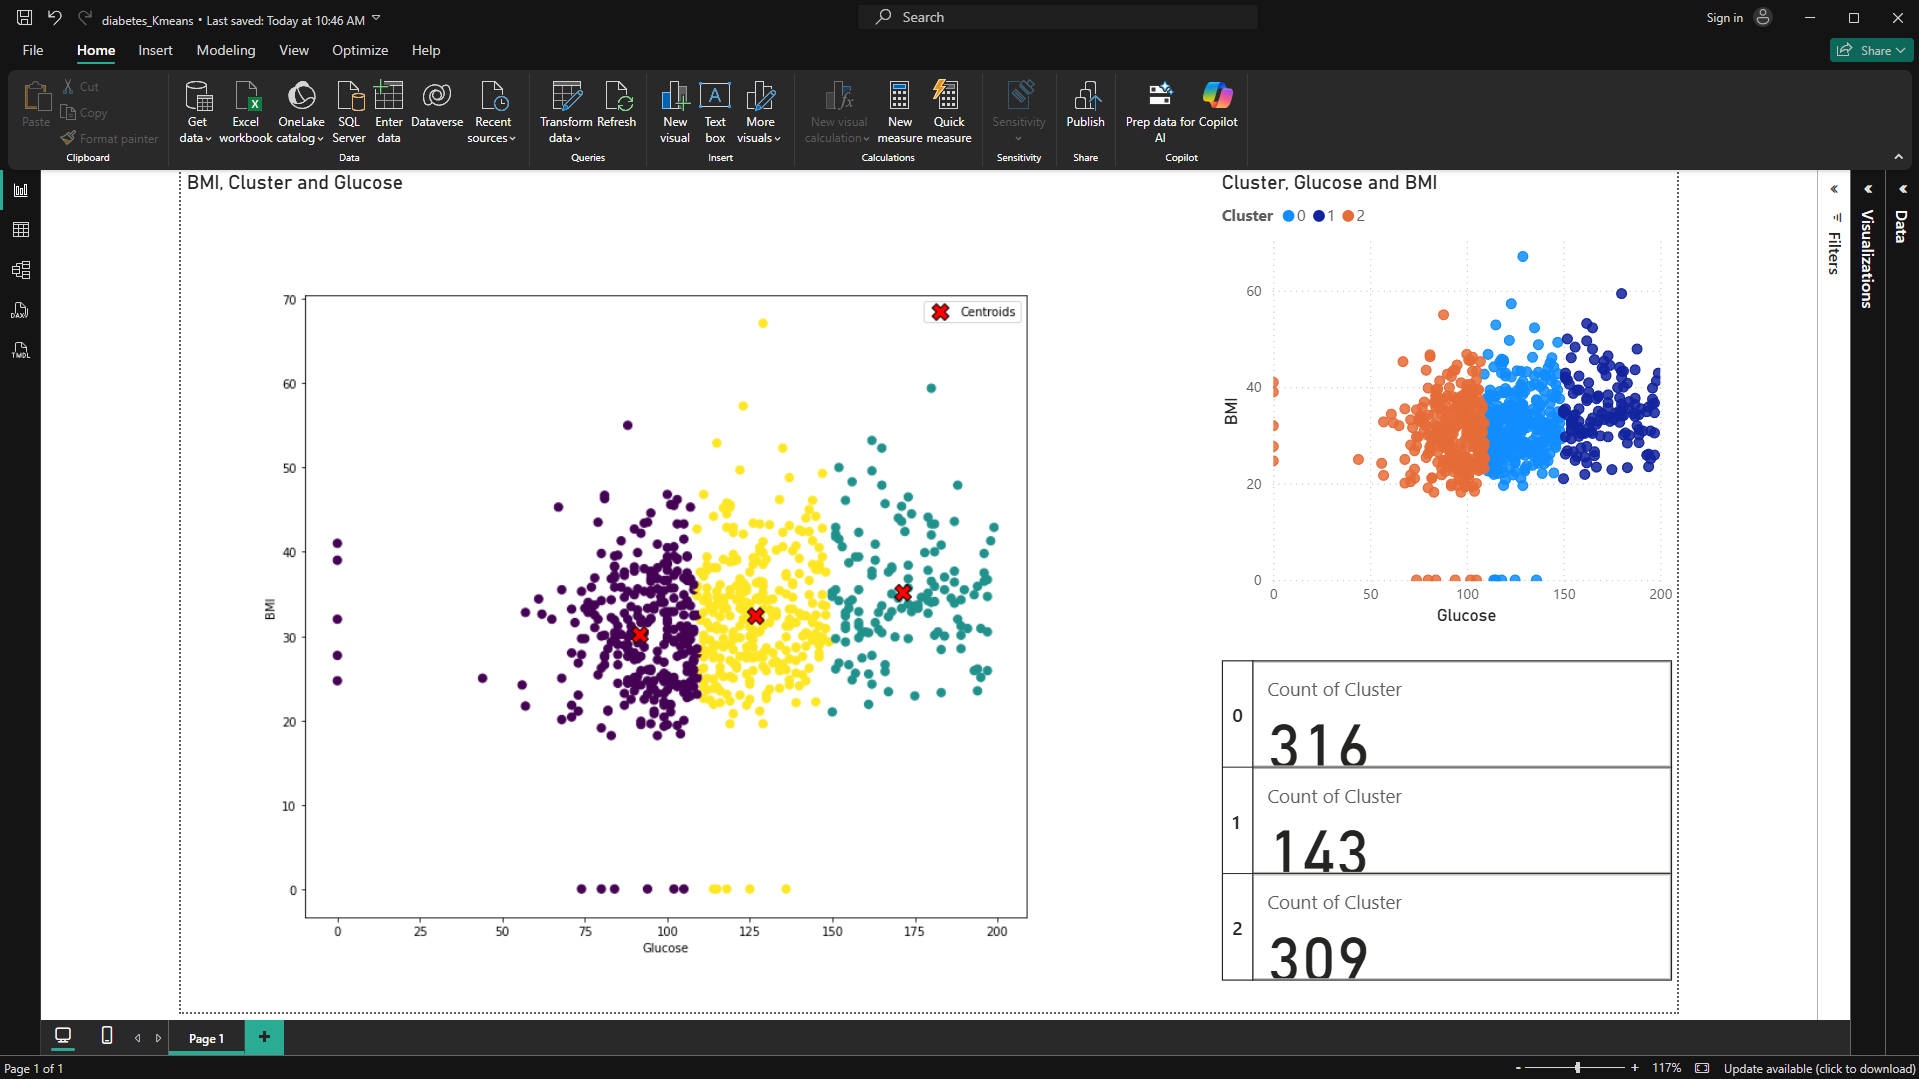 diabetes_Kmeans • Last saved: Today at 10:46 AM
Search
Sign in
File Home Insert Modeling View Optimize Help
Share
Paste
Cut
Copy
Format painter
Clipboard
Get data
Excel workbook
OneLake catalog
SQL Server
Enter data
Dataverse
Recent sources
Data
Transform data
Refresh
Queries
New visual
Text box
More visuals
Insert
New visual calculation
New measure
Quick measure
Calculations
Sensitivity
Sensitivity
Publish
Share
Prep data for AI
Copilot
Copilot
DAX
TMDL
BMI, Cluster and Glucose
Centroids
70
60
50
40
30
20
10
0
BMI
0 25 50 75 100 125 150 175 200
Glucose
Cluster, Glucose and BMI
Cluster 0 1 2
60
40
20
0
BMI
0 50 100 150 200
Glucose
0
Count of Cluster
316
1
Count of Cluster
143
2
Count of Cluster
309
Filters
Visualizations
Data
Page 1
Page 1 of 1
- + 117%
Update available (click to download)